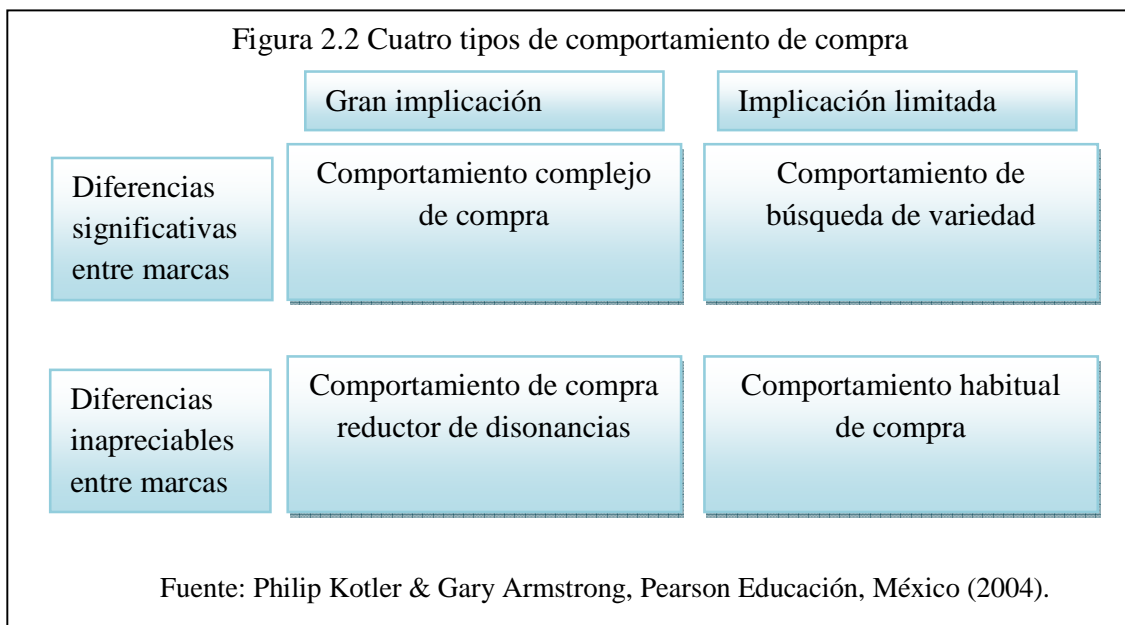 Figura 2.2 Cuatro tipos de comportamiento de compra
Gran implicación
Implicación limitada
Diferencias
significativas
entre marcas
Comportamiento complejo
de compra
Comportamiento de
búsqueda de variedad
Diferencias
inapreciables
entre marcas
Comportamiento de compra
reductor de disonancias
Comportamiento habitual
de compra
Fuente: Philip Kotler & Gary Armstrong, Pearson Educación, México (2004).